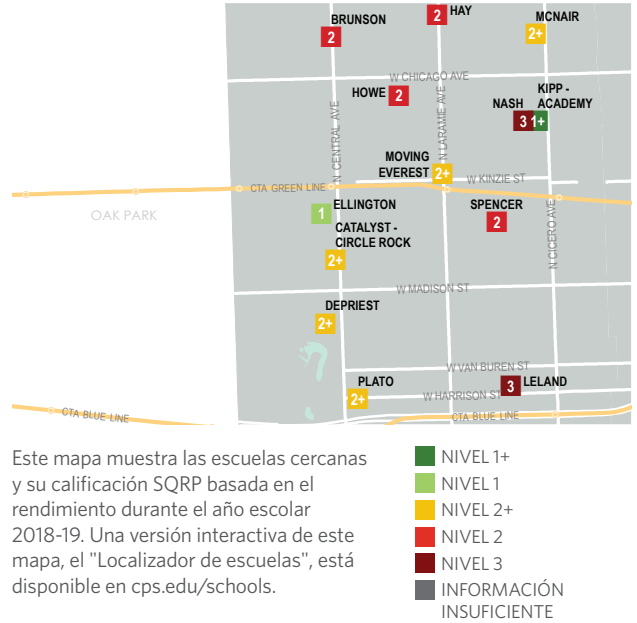 BRUNSON
2
HAY
2
MCNAIR
2+
W CHICAGO AVE
HOWE
2
N CENTRAL AVE
N LARAMIE AVE
NASH
3
KIPP -
ACADEMY
1+
MOVING
EVEREST
2+
W KINZIE ST
CTA GREEN LINE
OAK PARK
1
ELLINGTON
SPENCER
2
CATALYST -
CIRCLE ROCK
2+
N CICERO AVE
W MADISON ST
DEPRIEST
2+
W VAN BUREN ST
PLATO
2+
3
LELAND
W HARRISON ST
CTA BLUE LINE
CTA BLUE LINE
Este mapa muestra las escuelas cercanas
y su calificación SQRP basada en el
rendimiento durante el año escolar
2018-19. Una versión interactiva de este
mapa, el "Localizador de escuelas", está
disponible en cps.edu/schools.
NIVEL 1+
NIVEL 1
NIVEL 2+
NIVEL 2
NIVEL 3
INFORMACIÓN
INSUFICIENTE